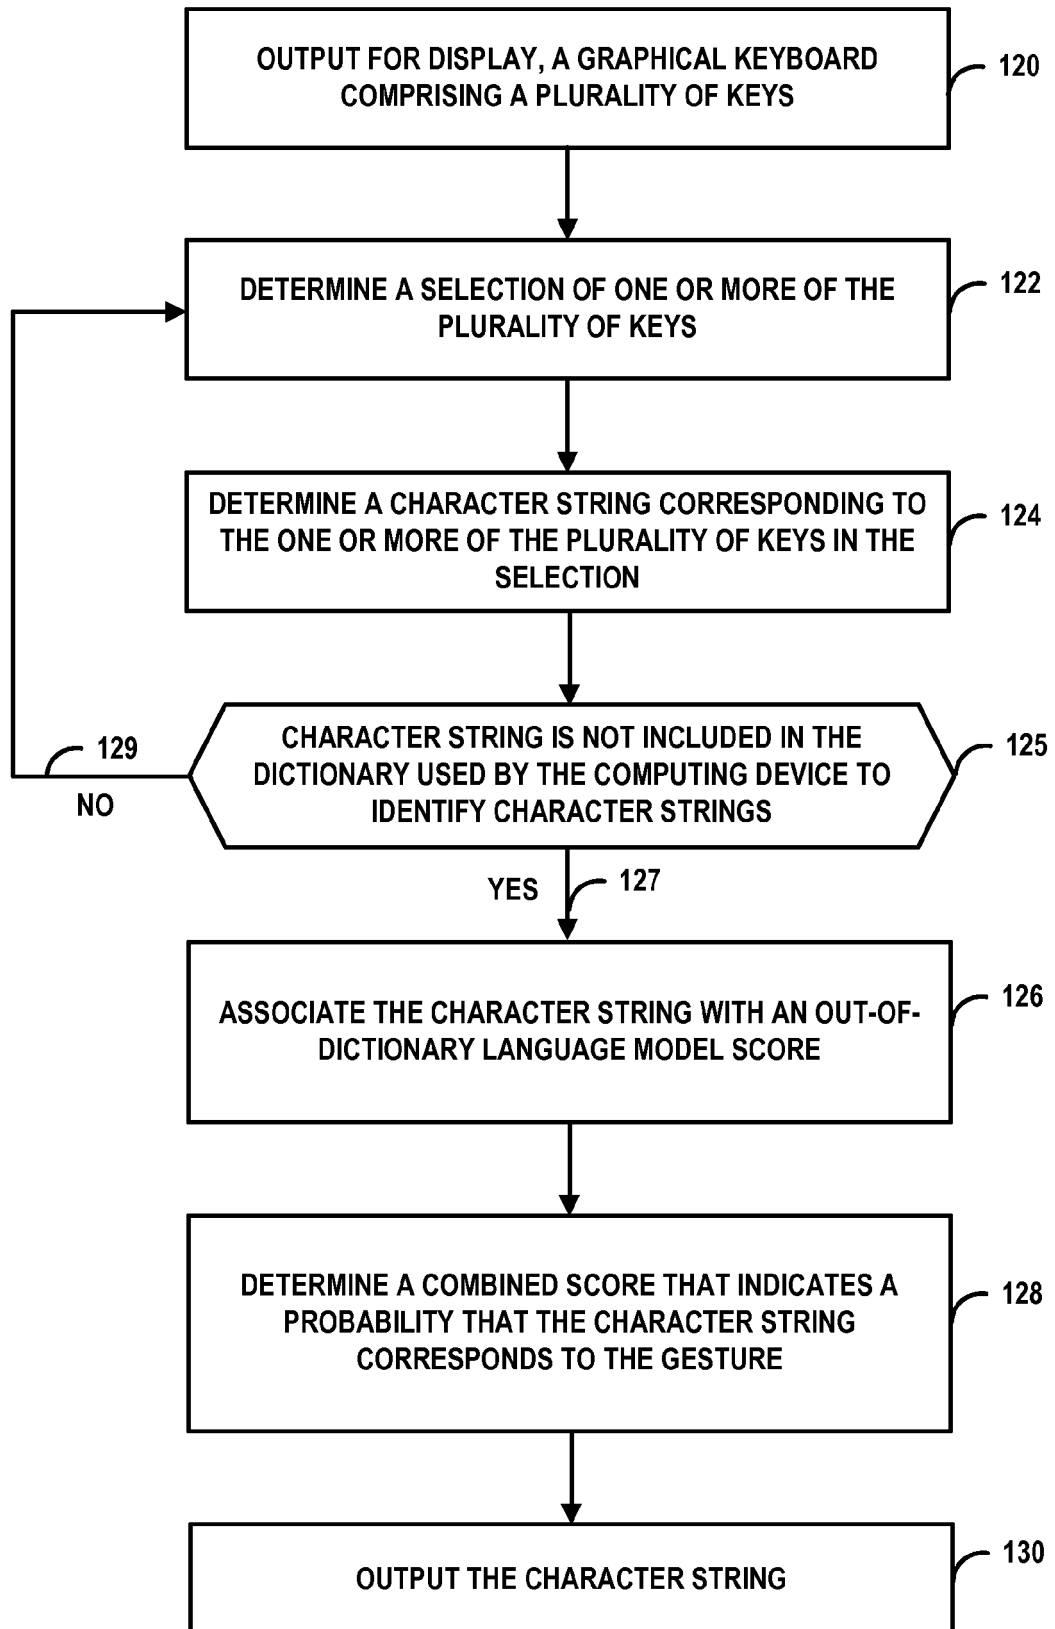 OUTPUT FOR DISPLAY, A GRAPHICAL KEYBOARD
COMPRISING A PLURALITY OF KEYS
120
DETERMINE A SELECTION OF ONE OR MORE OF THE
PLURALITY OF KEYS
122
DETERMINE A CHARACTER STRING CORRESPONDING TO
THE ONE OR MORE OF THE PLURALITY OF KEYS IN THE
SELECTION
124
CHARACTER STRING IS NOT INCLUDED IN THE
DICTIONARY USED BY THE COMPUTING DEVICE TO
IDENTIFY CHARACTER STRINGS
125
129
NO
YES
127
ASSOCIATE THE CHARACTER STRING WITH AN OUT-OF-
DICTIONARY LANGUAGE MODEL SCORE
126
DETERMINE A COMBINED SCORE THAT INDICATES A
PROBABILITY THAT THE CHARACTER STRING
CORRESPONDS TO THE GESTURE
128
OUTPUT THE CHARACTER STRING
130